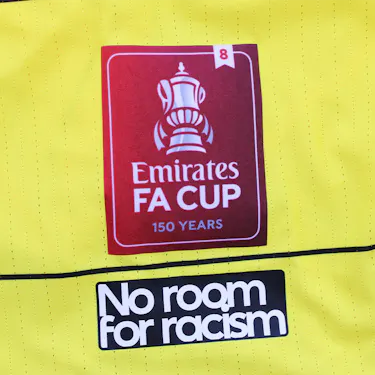 8
Emirates
FA CUP
150 YEARS
No room
for racism